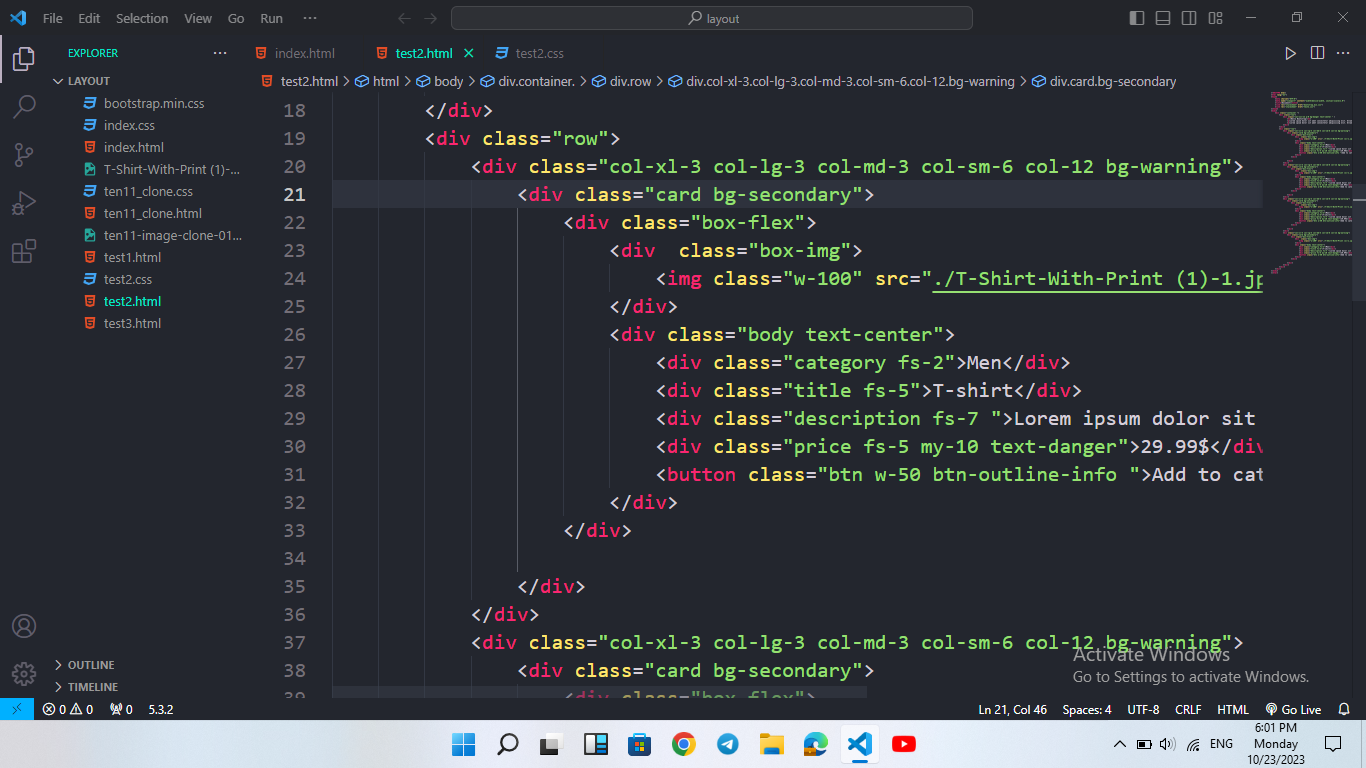 File Edit Selection View Go Run ··· layout
EXPLORER ···
index.html test2.html test2.css
LAYOUT
test2.html > html > body > div.container. > div.row > div.col-xl-3.col-lg-3.col-md-3.col-sm-6.col-12.bg-warning > div.card.bg-secondary
bootstrap.min.css
index.css
index.html
T-Shirt-With-Print (1)-...
ten11_clone.css
ten11_clone.html
ten11-image-clone-01...
test1.html
test2.css
test2.html
test3.html
18 </div>
19 <div class="row">
20 <div class="col-xl-3 col-lg-3 col-md-3 col-sm-6 col-12 bg-warning">
21 <div class="card bg-secondary">
22 <div class="box-flex">
23 <div  class="box-img">
24 <img class="w-100" src="./T-Shirt-With-Print (1)-1.jp
25 </div>
26 <div class="body text-center">
27 <div class="category fs-2">Men</div>
28 <div class="title fs-5">T-shirt</div>
29 <div class="description fs-7 ">Lorem ipsum dolor sit
30 <div class="price fs-5 my-10 text-danger">29.99$</div
31 <button class="btn w-50 btn-outline-info ">Add to cat
32 </div>
33 </div>
34
35 </div>
36 </div>
37 <div class="col-xl-3 col-lg-3 col-md-3 col-sm-6 col-12 bg-warning">
38 <div class="card bg-secondary">
39 <div class="box-flex">
OUTLINE
TIMELINE
Activate Windows
Go to Settings to activate Windows.
0 0 0 5.3.2 Ln 21, Col 46 Spaces: 4 UTF-8 CRLF HTML Go Live
ENG
6:01 PM
Monday
10/23/2023